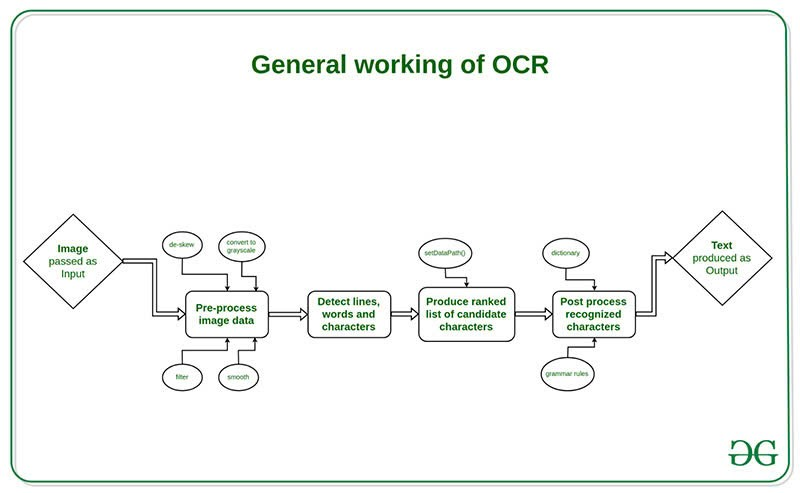 General working of OCR
Image
passed as
Input
de-skew
convert to
grayscale
Pre-process
image data
filter
smooth
Detect lines,
words and
characters
setDataPath()
Produce ranked
list of candidate
characters
dictionary
Post process
recognized
characters
grammar rules
Text
produced as
Output